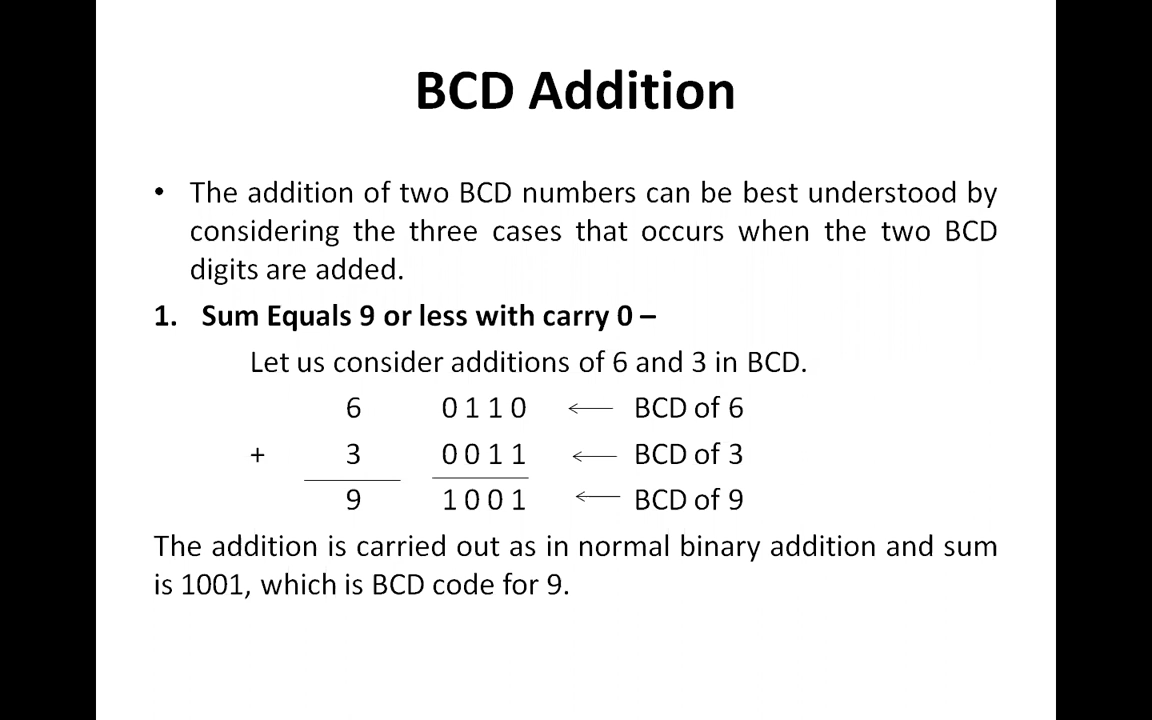 BCD Addition
• The addition of two BCD numbers can be best understood by
considering the three cases that occurs when the two BCD
digits are added.
1. Sum Equals 9 or less with carry 0 –
Let us consider additions of 6 and 3 in BCD.
6 0 1 1 0 ← BCD of 6
+ 3 0 0 1 1 ← BCD of 3
9 1 0 0 1 ← BCD of 9
The addition is carried out as in normal binary addition and sum
is 1001, which is BCD code for 9.